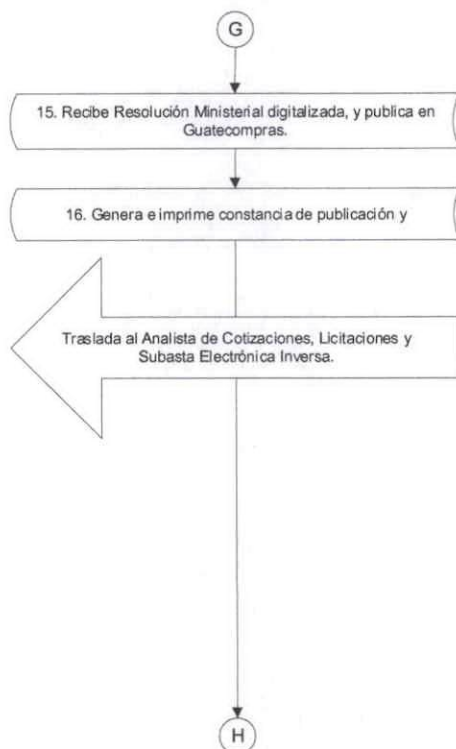 G
15. Recibe Resolución Ministerial digitalizada, y publica en
Guatecompras.
16. Genera e imprime constancia de publicación y
Traslada al Analista de Cotizaciones, Licitaciones y
Subasta Electrónica Inversa.
H